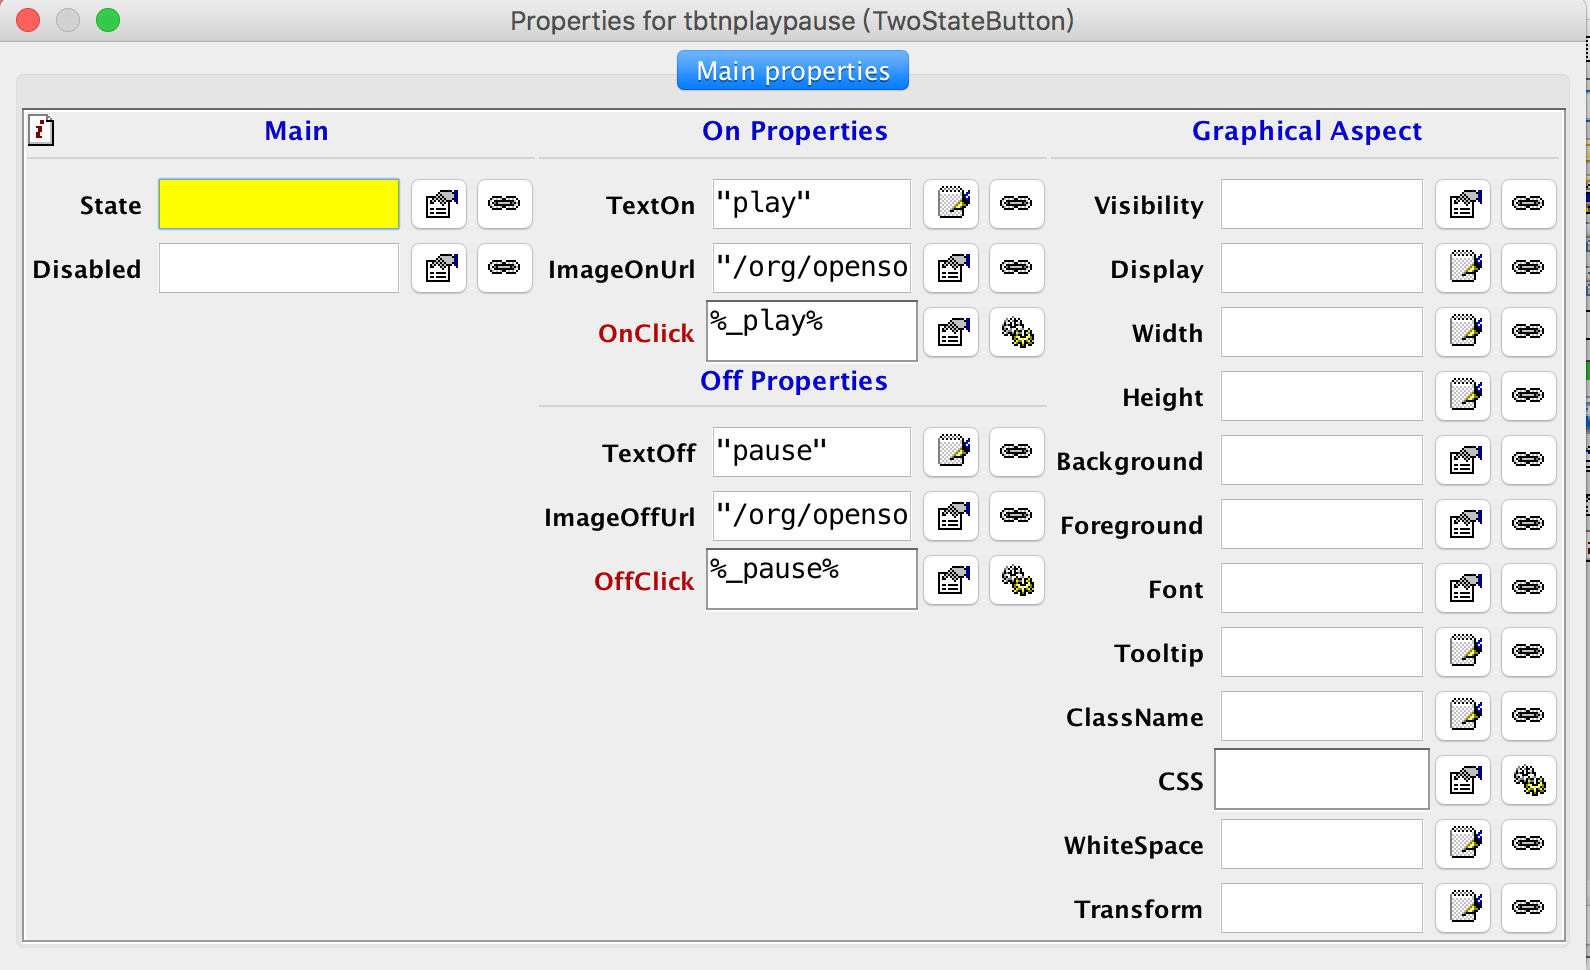 Properties for tbtnplaypause (TwoStateButton)
Main properties
Main
State
Disabled
On Properties
TextOn "play"
ImageOnUrl "/org/openso
OnClick %_play%
Off Properties
TextOff "pause"
ImageOffUrl "/org/openso
OffClick %_pause%
Graphical Aspect
Visibility
Display
Width
Height
Background
Foreground
Font
Tooltip
ClassName
CSS
WhiteSpace
Transform